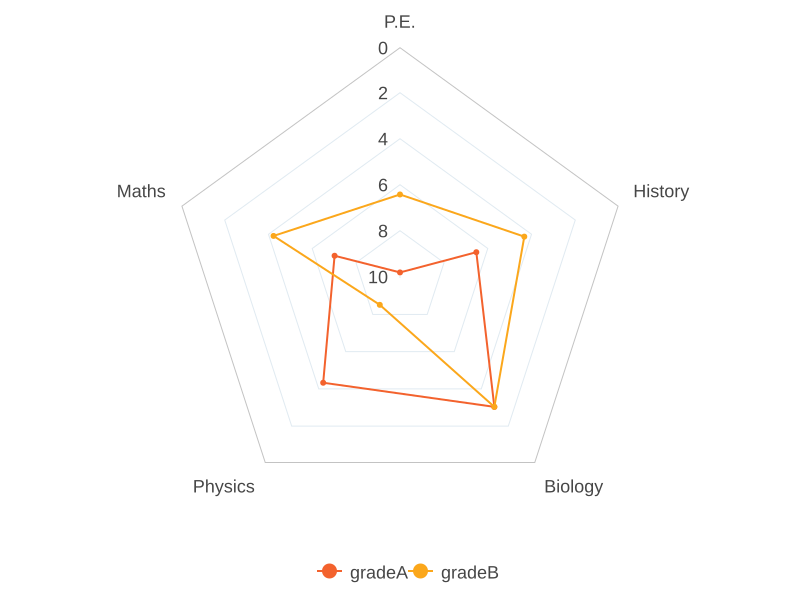 P.E.
0
2
4
6
8
10
Maths
History
Physics
Biology
gradeA
gradeB